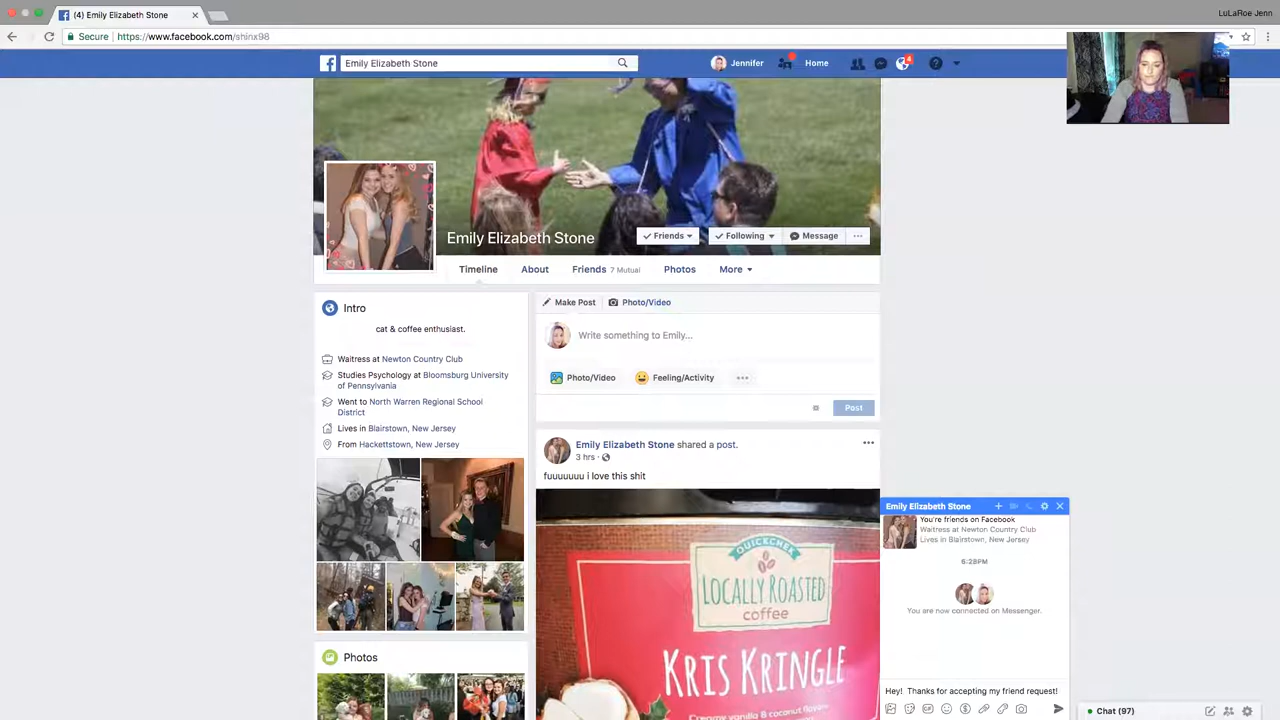 (4) Emily Elizabeth Stone
LuLaRoe Jenn
Secure https://www.facebook.com/shinx98
Emily Elizabeth Stone
Jennifer
Home
4
Emily Elizabeth Stone
Friends
Following
Message
Timeline
About
Friends 7 Mutual
Photos
More
Intro
cat & coffee enthusiast.
Waitress at Newton Country Club
Studies Psychology at Bloomsburg University
of Pennsylvania
Went to North Warren Regional School
District
Lives in Blairstown, New Jersey
From Hackettstown, New Jersey
Photos
Make Post
Photo/Video
Write something to Emily...
Photo/Video
Feeling/Activity
Post
Emily Elizabeth Stone shared a post.
3 hrs
fuuuuuuu i love this shit
QUICKCHEK
LOCALLY ROASTED
coffee
KRIS KRINGLE
Creamy vanilla & coconut flavor
Emily Elizabeth Stone
You're friends on Facebook
Waitress at Newton Country Club
Lives in Blairstown, New Jersey
6:28PM
You are now connected on Messenger.
Hey! Thanks for accepting my friend request!
GIF
Chat (97)